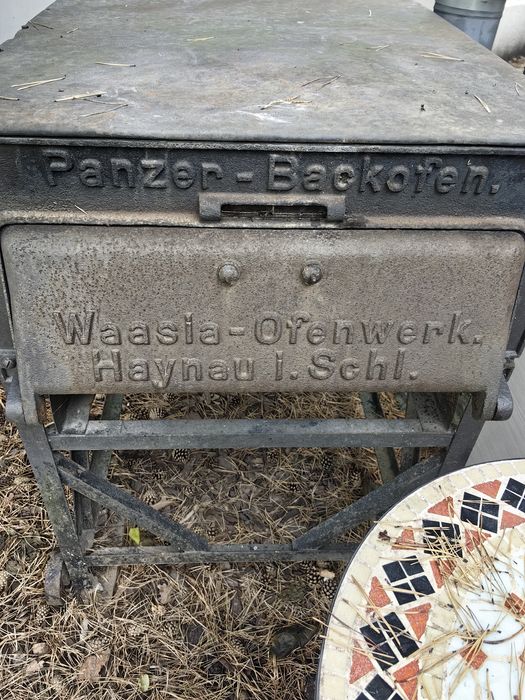 Panzer-Backofen.
Waasia-Ofenwerk.
Haynau i. Schl.